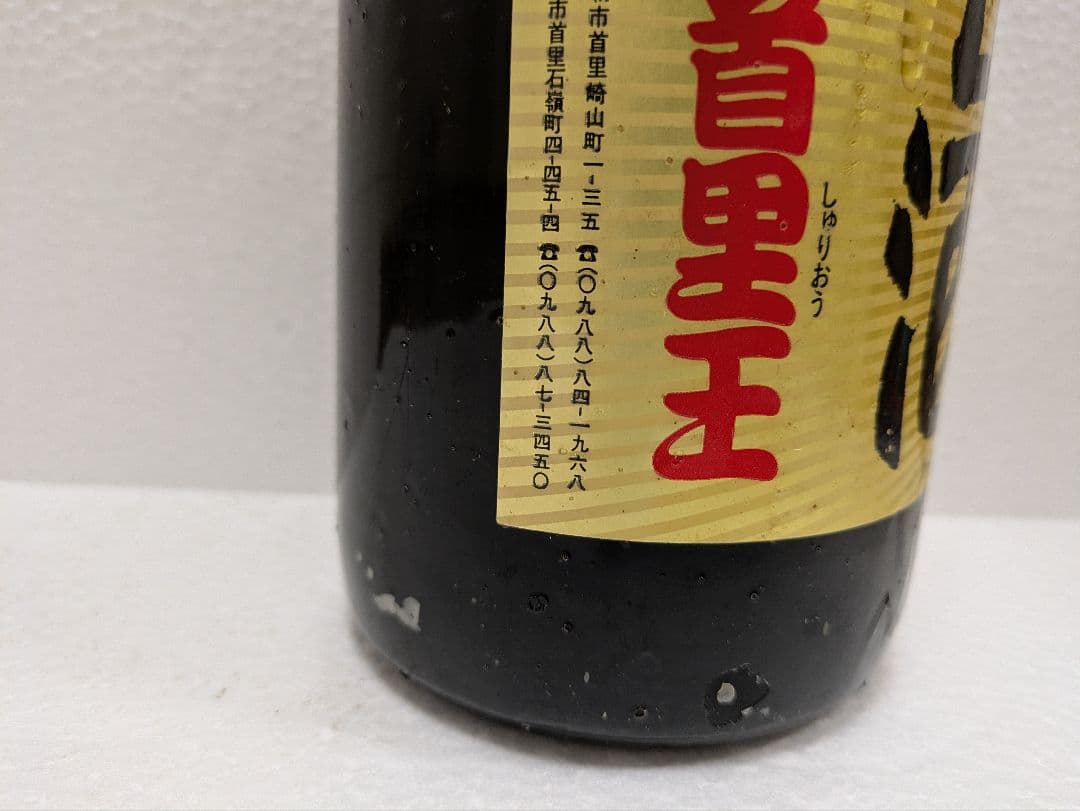 酒
首里王
しゅりおう
市首里崎山町一-三五 ☎(〇九八八)八四-一九六八
市首里石嶺町四-四五-四 ☎(〇九八八)八七-三四五〇